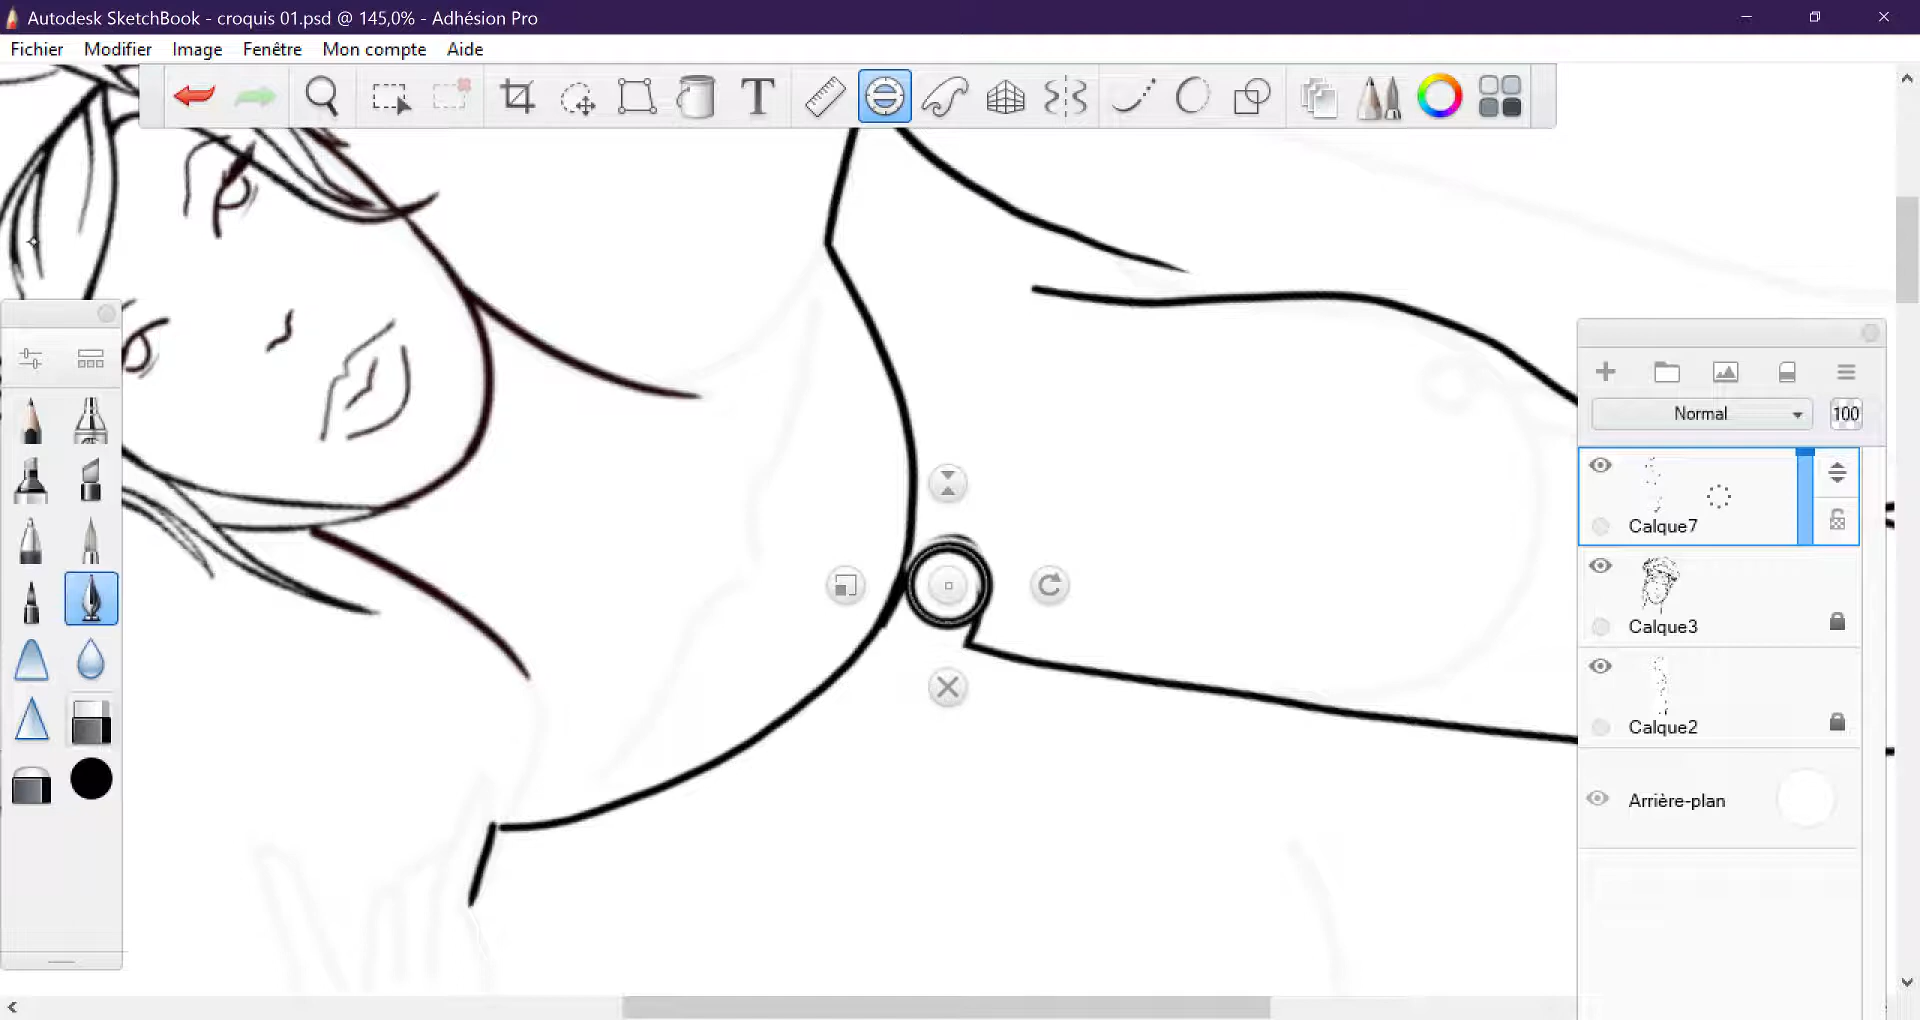 Autodesk SketchBook - croquis 01.psd @ 145,0% - Adhésion Pro
Fichier Modifier Image Fenêtre Mon compte Aide
T
Normal 100
Calque7
Calque3
Calque2
Arrière-plan